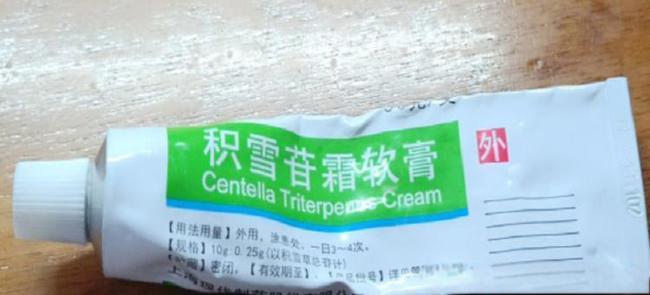 积雪苷霜软膏
外
Centella Triterpenes Cream
【用法用量】外用，涂患处，一日3~4次。
【规格】10g:0.25g(以积雪草总苷计)
密闭。【有效期至】、